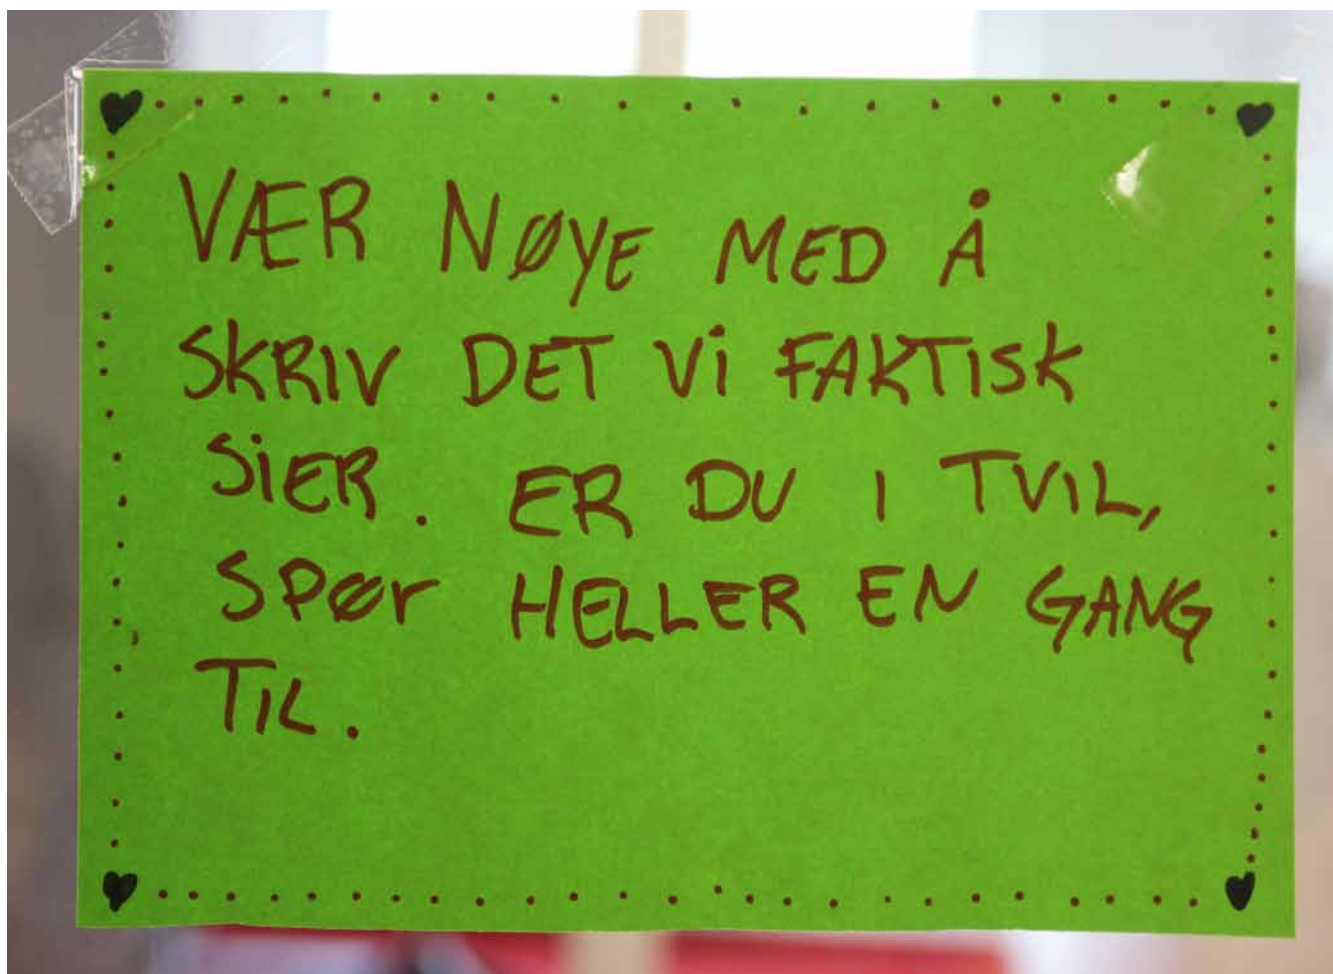 VÆR NØYE MED Å
SKRIV DET Vi FAKTISK
SiER. ER DU I TVIL,
SPØr HELLER EN GANG
TIL.